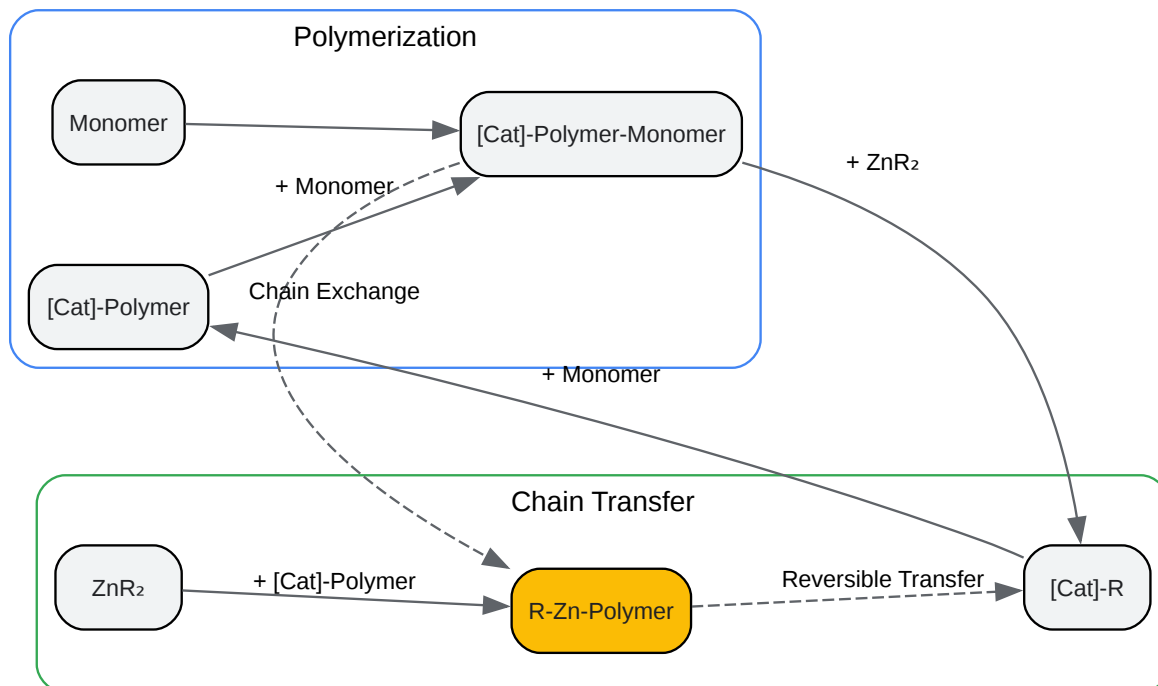 Polymerization
Monomer
[Cat]-Polymer-Monomer
+ ZnR₂
+ Monomer
Chain Exchange
[Cat]-Polymer
+ Monomer
Chain Transfer
ZnR₂
+ [Cat]-Polymer
R-Zn-Polymer
Reversible Transfer
[Cat]-R